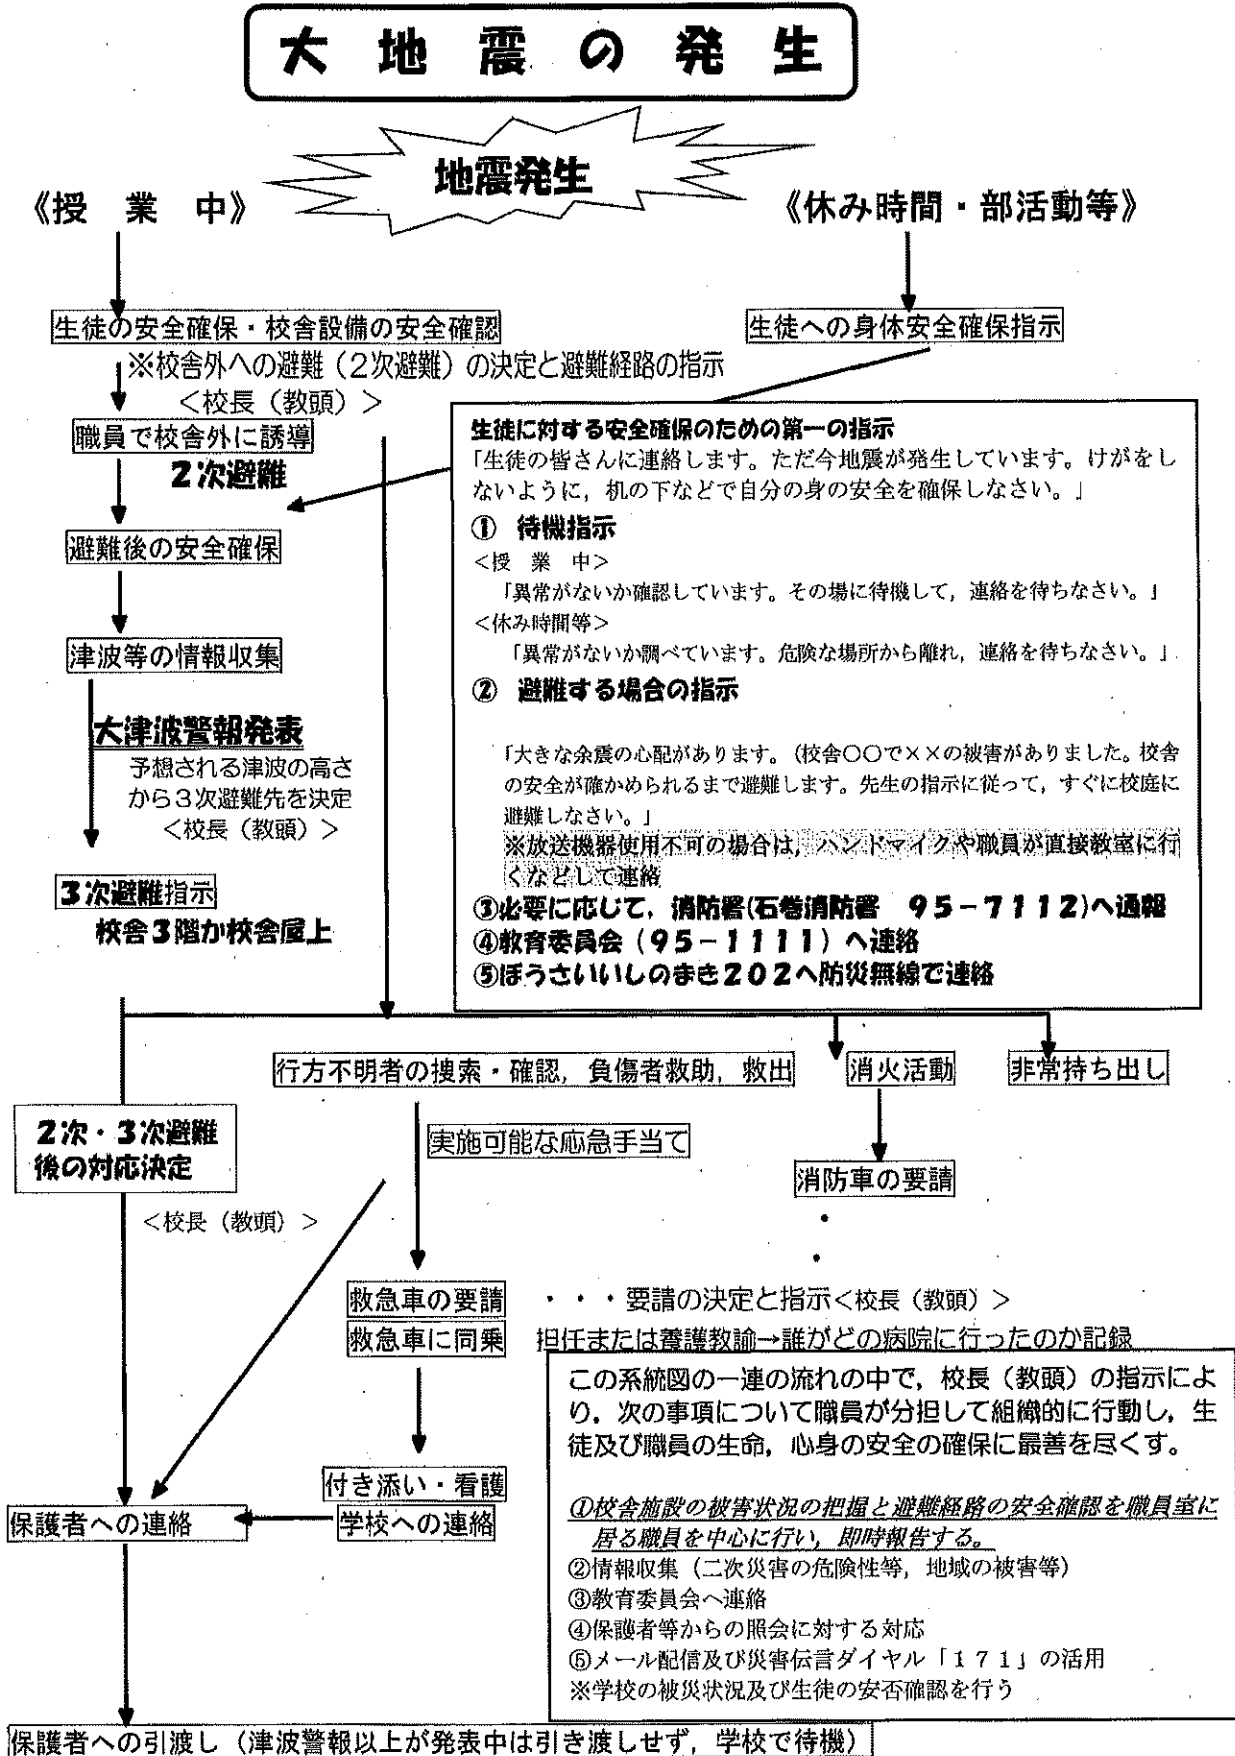 大地震の発生
地震発生
《授　業　中》
《休み時間・部活動等》
生徒の安全確保・校舎設備の安全確認
生徒への身体安全確保指示
※校舎外への避難（２次避難）の決定と避難経路の指示
＜校長（教頭）＞
職員で校舎外に誘導
２次避難
避難後の安全確保
津波等の情報収集
大津波警報発表
予想される津波の高さ
から３次避難先を決定
＜校長（教頭）＞
３次避難指示
校舎３階か校舎屋上
生徒に対する安全確保のための第一の指示
「生徒の皆さんに連絡します。ただ今地震が発生しています。けがをし
ないように，机の下などで自分の身の安全を確保しなさい。」
①　待機指示
＜授　業　中＞
「異常がないか確認しています。その場に待機して，連絡を待ちなさい。」
＜休み時間等＞
「異常がないか調べています。危険な場所から離れ，連絡を待ちなさい。」
②　避難する場合の指示
「大きな余震の心配があります。（校舎〇〇で××の被害がありました。校舎
の安全が確かめられるまで避難します。先生の指示に従って，すぐに校庭に
避難しなさい。」
※放送機器使用不可の場合は，ハンドマイクや職員が直接教室に行
くなどして連絡
③必要に応じて，消防署(石巻消防署　９５－７１１２)へ通報
④教育委員会（９５－１１１１）へ連絡
⑤ぼうさいいしのまき２０２へ防災無線で連絡
行方不明者の捜索・確認，負傷者救助，救出
消火活動
非常持ち出し
２次・３次避難
後の対応決定
＜校長（教頭）＞
実施可能な応急手当て
消防車の要請
・
・
救急車の要請　・・・要請の決定と指示＜校長（教頭）＞
救急車に同乗　担任または養護教諭→誰がどの病院に行ったのか記録
付き添い・看護
学校への連絡
保護者への連絡
この系統図の一連の流れの中で，校長（教頭）の指示によ
り，次の事項について職員が分担して組織的に行動し，生
徒及び職員の生命，心身の安全の確保に最善を尽くす。
①校舎施設の被害状況の把握と避難経路の安全確認を職員室に
居る職員を中心に行い，即時報告する。
②情報収集（二次災害の危険性等，地域の被害等）
③教育委員会へ連絡
④保護者等からの照会に対する対応
⑤メール配信及び災害伝言ダイヤル「１７１」の活用
※学校の被災状況及び生徒の安否確認を行う
保護者への引渡し（津波警報以上が発表中は引き渡しせず，学校で待機）